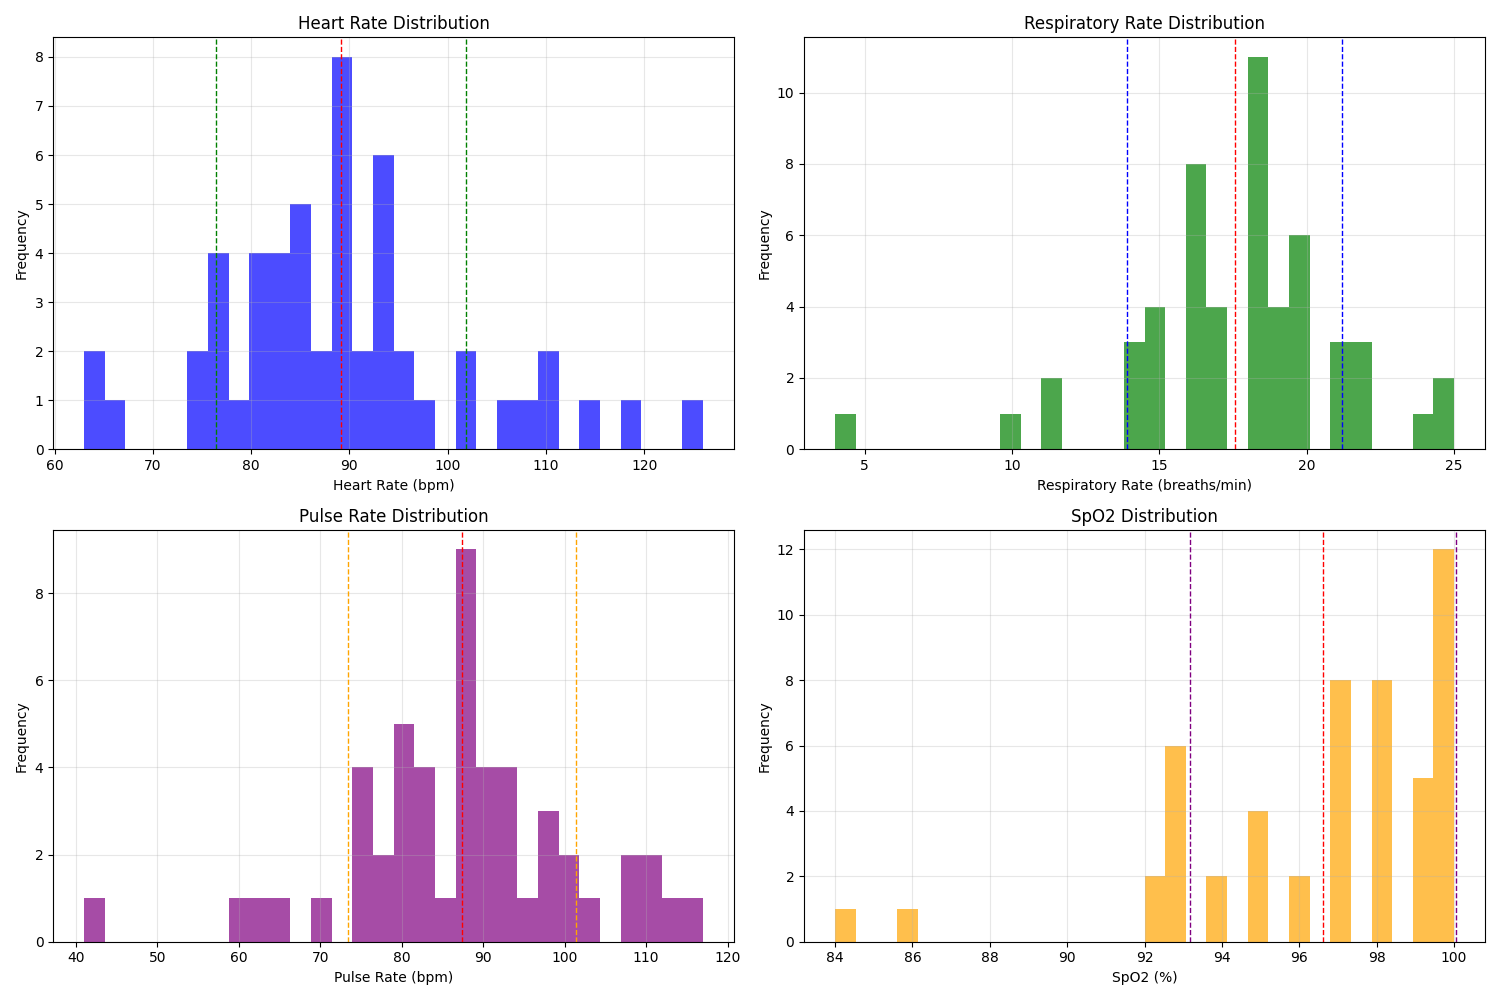 Heart Rate Distribution
Frequency
8
7
6
5
4
3
2
1
0
60 70 80 90 100 110 120
Heart Rate (bpm)
Respiratory Rate Distribution
Frequency
10
8
6
4
2
0
5 10 15 20 25
Respiratory Rate (breaths/min)
Pulse Rate Distribution
Frequency
8
6
4
2
0
40 50 60 70 80 90 100 110 120
Pulse Rate (bpm)
SpO2 Distribution
Frequency
12
10
8
6
4
2
0
84 86 88 90 92 94 96 98 100
SpO2 (%)